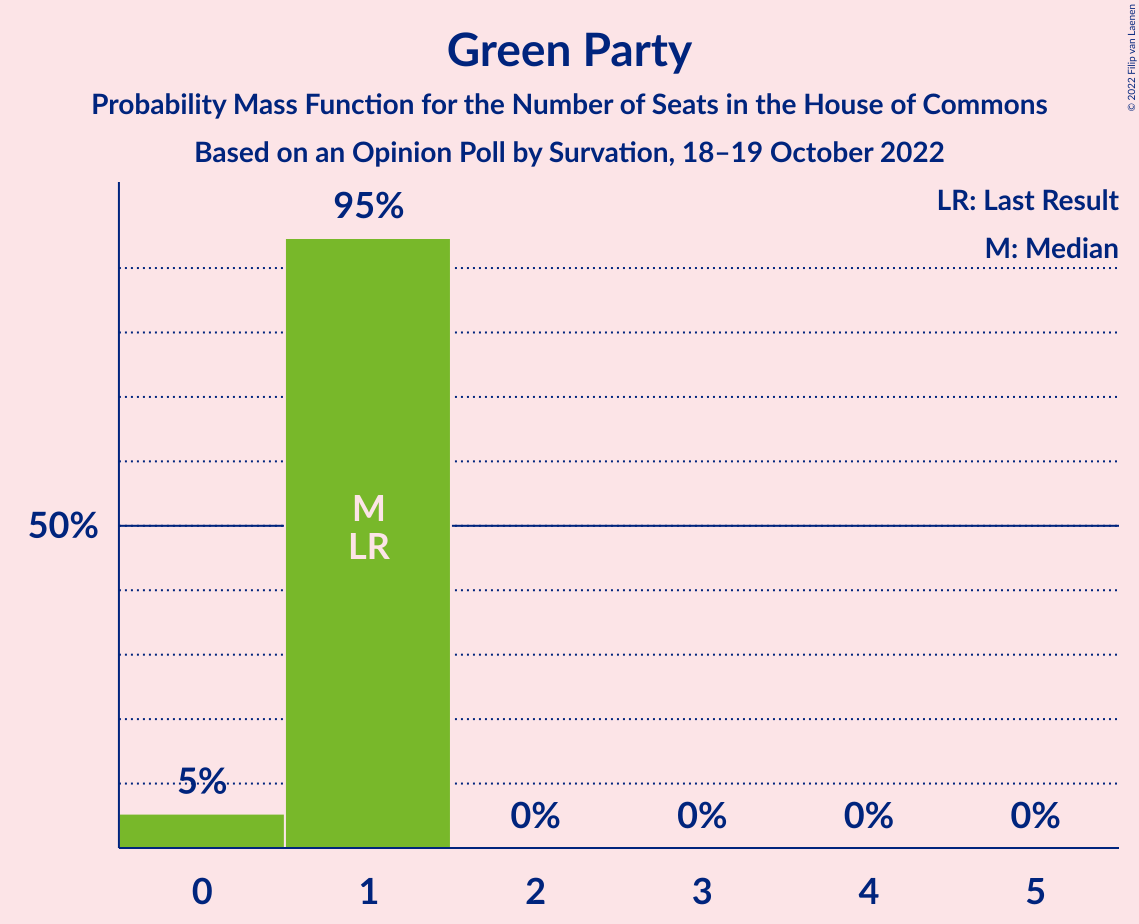 Green Party
Probability Mass Function for the Number of Seats in the House of Commons
Based on an Opinion Poll by Survation, 18–19 October 2022
© 2022 Filip van Laenen
LR: Last Result
M: Median
95%
50%
M
LR
5%
0%
0%
0%
0%
0
1
2
3
4
5